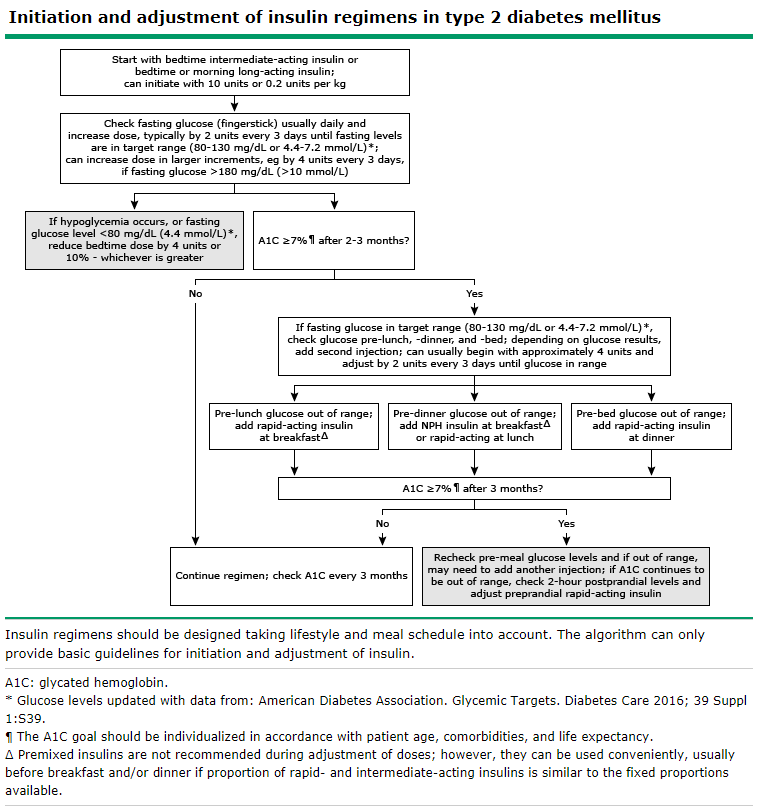 Initiation and adjustment of insulin regimens in type 2 diabetes mellitus
Start with bedtime intermediate-acting insulin or
bedtime or morning long-acting insulin;
can initiate with 10 units or 0.2 units per kg
Check fasting glucose (fingerstick) usually daily and
increase dose, typically by 2 units every 3 days until fasting levels
are in target range (80-130 mg/dL or 4.4-7.2 mmol/L)*;
can increase dose in larger increments, eg by 4 units every 3 days,
if fasting glucose >180 mg/dL (>10 mmol/L)
If hypoglycemia occurs, or fasting
glucose level <80 mg/dL (4.4 mmol/L)*,
reduce bedtime dose by 4 units or
10% - whichever is greater
A1C ≥7%¶ after 2-3 months?
No
Yes
If fasting glucose in target range (80-130 mg/dL or 4.4-7.2 mmol/L)*,
check glucose pre-lunch, -dinner, and -bed; depending on glucose results,
add second injection; can usually begin with approximately 4 units and
adjust by 2 units every 3 days until glucose in range
Pre-lunch glucose out of range;
add rapid-acting insulin
at breakfastΔ
Pre-dinner glucose out of range;
add NPH insulin at breakfastΔ
or rapid-acting at lunch
Pre-bed glucose out of range;
add rapid-acting insulin
at dinner
A1C ≥7%¶ after 3 months?
No
Yes
Continue regimen; check A1C every 3 months
Recheck pre-meal glucose levels and if out of range,
may need to add another injection; if A1C continues to
be out of range, check 2-hour postprandial levels and
adjust preprandial rapid-acting insulin
Insulin regimens should be designed taking lifestyle and meal schedule into account. The algorithm can only
provide basic guidelines for initiation and adjustment of insulin.
A1C: glycated hemoglobin.
* Glucose levels updated with data from: American Diabetes Association. Glycemic Targets. Diabetes Care 2016; 39 Suppl
1:S39.
¶ The A1C goal should be individualized in accordance with patient age, comorbidities, and life expectancy.
Δ Premixed insulins are not recommended during adjustment of doses; however, they can be used conveniently, usually
before breakfast and/or dinner if proportion of rapid- and intermediate-acting insulins is similar to the fixed proportions
available.